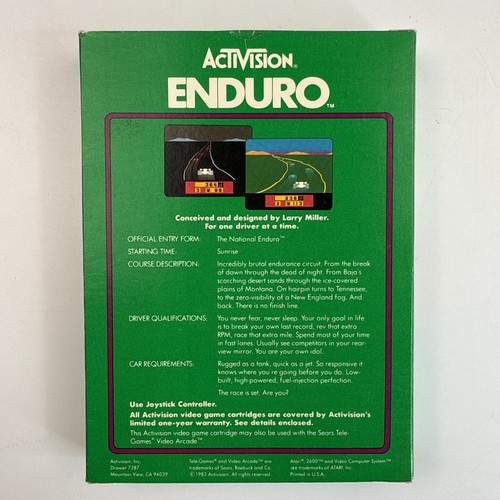 ACTIVISION®
ENDURO™
Conceived and designed by Larry Miller.
For one driver at a time.
OFFICIAL ENTRY FORM: The National Enduro™
STARTING TIME: Sunrise
COURSE DESCRIPTION: Incredibly brutal endurance circuit. From the break
of dawn through the dead of night. From Baja's
scorching desert sands through the ice-covered
plains of Montana. On hairpin turns to Tennessee,
to the zero-visibility of a New England fog. And
back. There is no finish line.
DRIVER QUALIFICATIONS: You never fear, never sleep. Your only goal in life
is to break your own last record, rev that extra
RPM, race that extra mile. Spend most of your time
in fast lanes. Usually see competitors in your rear-
view mirror. You are your own idol.
CAR REQUIREMENTS: Rugged as a tank, quick as a jet. So responsive it
knows where you're going before you do. Low-
built, high-powered, fuel-injection perfection.
The race is set. Are you?
Use Joystick Controller.
All Activision video game cartridges are covered by Activision's
limited one-year warranty. See details enclosed.
This Activision video game cartridge may also be used with the Sears Tele-
Games® Video Arcade™.
Activision, Inc.
Drawer 7287
Mountain View, CA 94039
Tele-Games® and Video Arcade™ are
trademarks of Sears, Roebuck and Co.
© 1983 Activision. All rights reserved.
Atari®, 2600™ and Video Computer System™
are trademarks of ATARI, INC.
Printed in U.S.A.